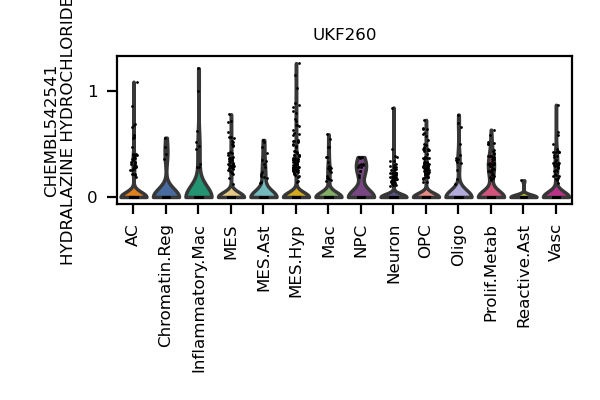 UKF260
CHEMBL542541
HYDRALAZINE HYDROCHLORIDE
1
0
AC
Chromatin.Reg
Inflammatory.Mac
MES
MES.Ast
MES.Hyp
Mac
NPC
Neuron
OPC
Oligo
Prolif.Metab
Reactive.Ast
Vasc